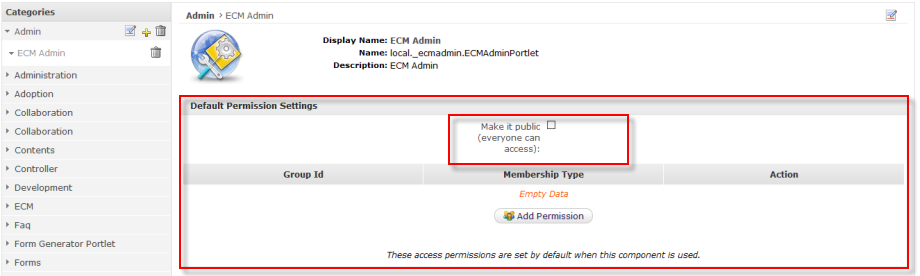 Categories
Admin
ECM Admin
Administration
Adoption
Collaboration
Collaboration
Contents
Controller
Development
ECM
Faq
Form Generator Portlet
Forms
Admin > ECM Admin
Display Name: ECM Admin
Name: local._ecmadmin.ECMAdminPortlet
Description: ECM Admin
Default Permission Settings
Make it public
(everyone can
access):
Group Id Membership Type Action
Empty Data
Add Permission
These access permissions are set by default when this component is used.